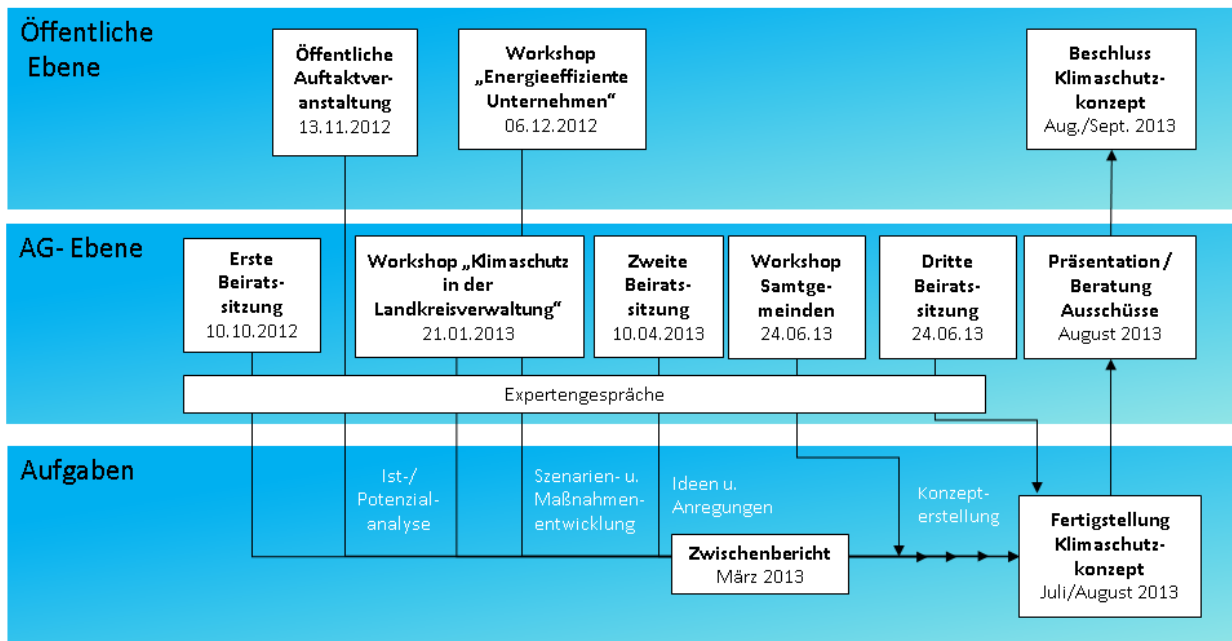 Öffentliche
Ebene
Öffentliche
Auftaktver-
anstaltung
13.11.2012
Workshop
„Energieeffiziente
Unternehmen“
06.12.2012
Beschluss
Klimaschutz-
konzept
Aug./Sept. 2013
AG- Ebene
Erste
Beirats-
sitzung
10.10.2012
Workshop „Klimaschutz
in der
Landkreisverwaltung“
21.01.2013
Zweite
Beirats-
sitzung
10.04.2013
Workshop
Samtge-
meinden
24.06.13
Dritte
Beirats-
sitzung
24.06.13
Präsentation /
Beratung
Ausschüsse
August 2013
Expertengespräche
Aufgaben
Ist-/
Potenzial-
analyse
Szenarien- u.
Maßnahmen-
entwicklung
Ideen u.
Anregungen
Konzept-
erstellung
Zwischenbericht
März 2013
Fertigstellung
Klimaschutz-
konzept
Juli/August 2013